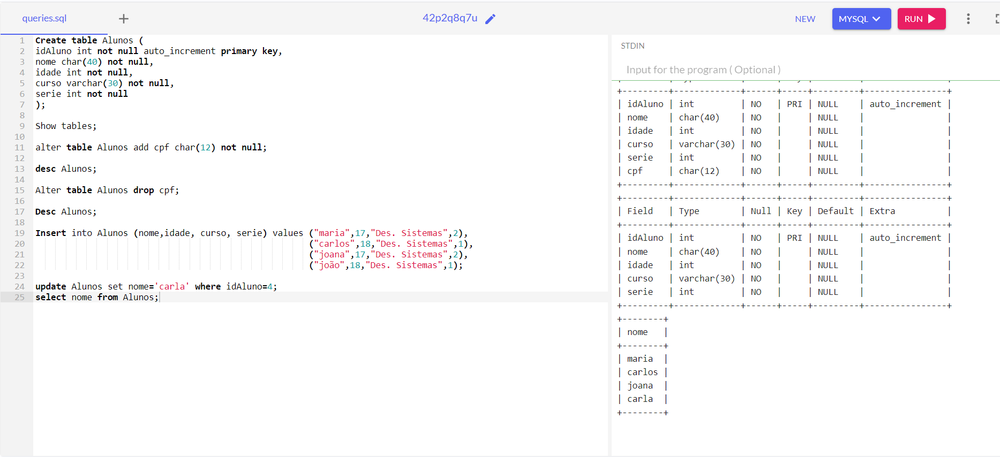 queries.sql + 42p2q8q7u NEW MYSQL RUN
1 Create table Alunos (
2 idAluno int not null auto_increment primary key,
3 nome char(40) not null,
4 idade int not null,
5 curso varchar(30) not null,
6 serie int not null
7 );
8
9 Show tables;
10
11 alter table Alunos add cpf char(12) not null;
12
13 desc Alunos;
14
15 Alter table Alunos drop cpf;
16
17 Desc Alunos;
18
19 Insert into Alunos (nome,idade, curso, serie) values ("maria",17,"Des. Sistemas",2),
20 ("carlos",18,"Des. Sistemas",1),
21 ("joana",17,"Des. Sistemas",2),
22 ("joão",18,"Des. Sistemas",1);
23
24 update Alunos set nome='carla' where idAluno=4;
25 select nome from Alunos;
STDIN
Input for the program ( Optional )
+---------+-------------+------+-----+---------+----------------+
| idAluno | int         | NO   | PRI | NULL    | auto_increment |
| nome    | char(40)    | NO   |     | NULL    |                |
| idade   | int         | NO   |     | NULL    |                |
| curso   | varchar(30) | NO   |     | NULL    |                |
| serie   | int         | NO   |     | NULL    |                |
| cpf     | char(12)    | NO   |     | NULL    |                |
+---------+-------------+------+-----+---------+----------------+
+---------+-------------+------+-----+---------+----------------+
| Field   | Type        | Null | Key | Default | Extra          |
+---------+-------------+------+-----+---------+----------------+
| idAluno | int         | NO   | PRI | NULL    | auto_increment |
| nome    | char(40)    | NO   |     | NULL    |                |
| idade   | int         | NO   |     | NULL    |                |
| curso   | varchar(30) | NO   |     | NULL    |                |
| serie   | int         | NO   |     | NULL    |                |
+---------+-------------+------+-----+---------+----------------+
+--------+
| nome   |
+--------+
| maria  |
| carlos |
| joana  |
| carla  |
+--------+